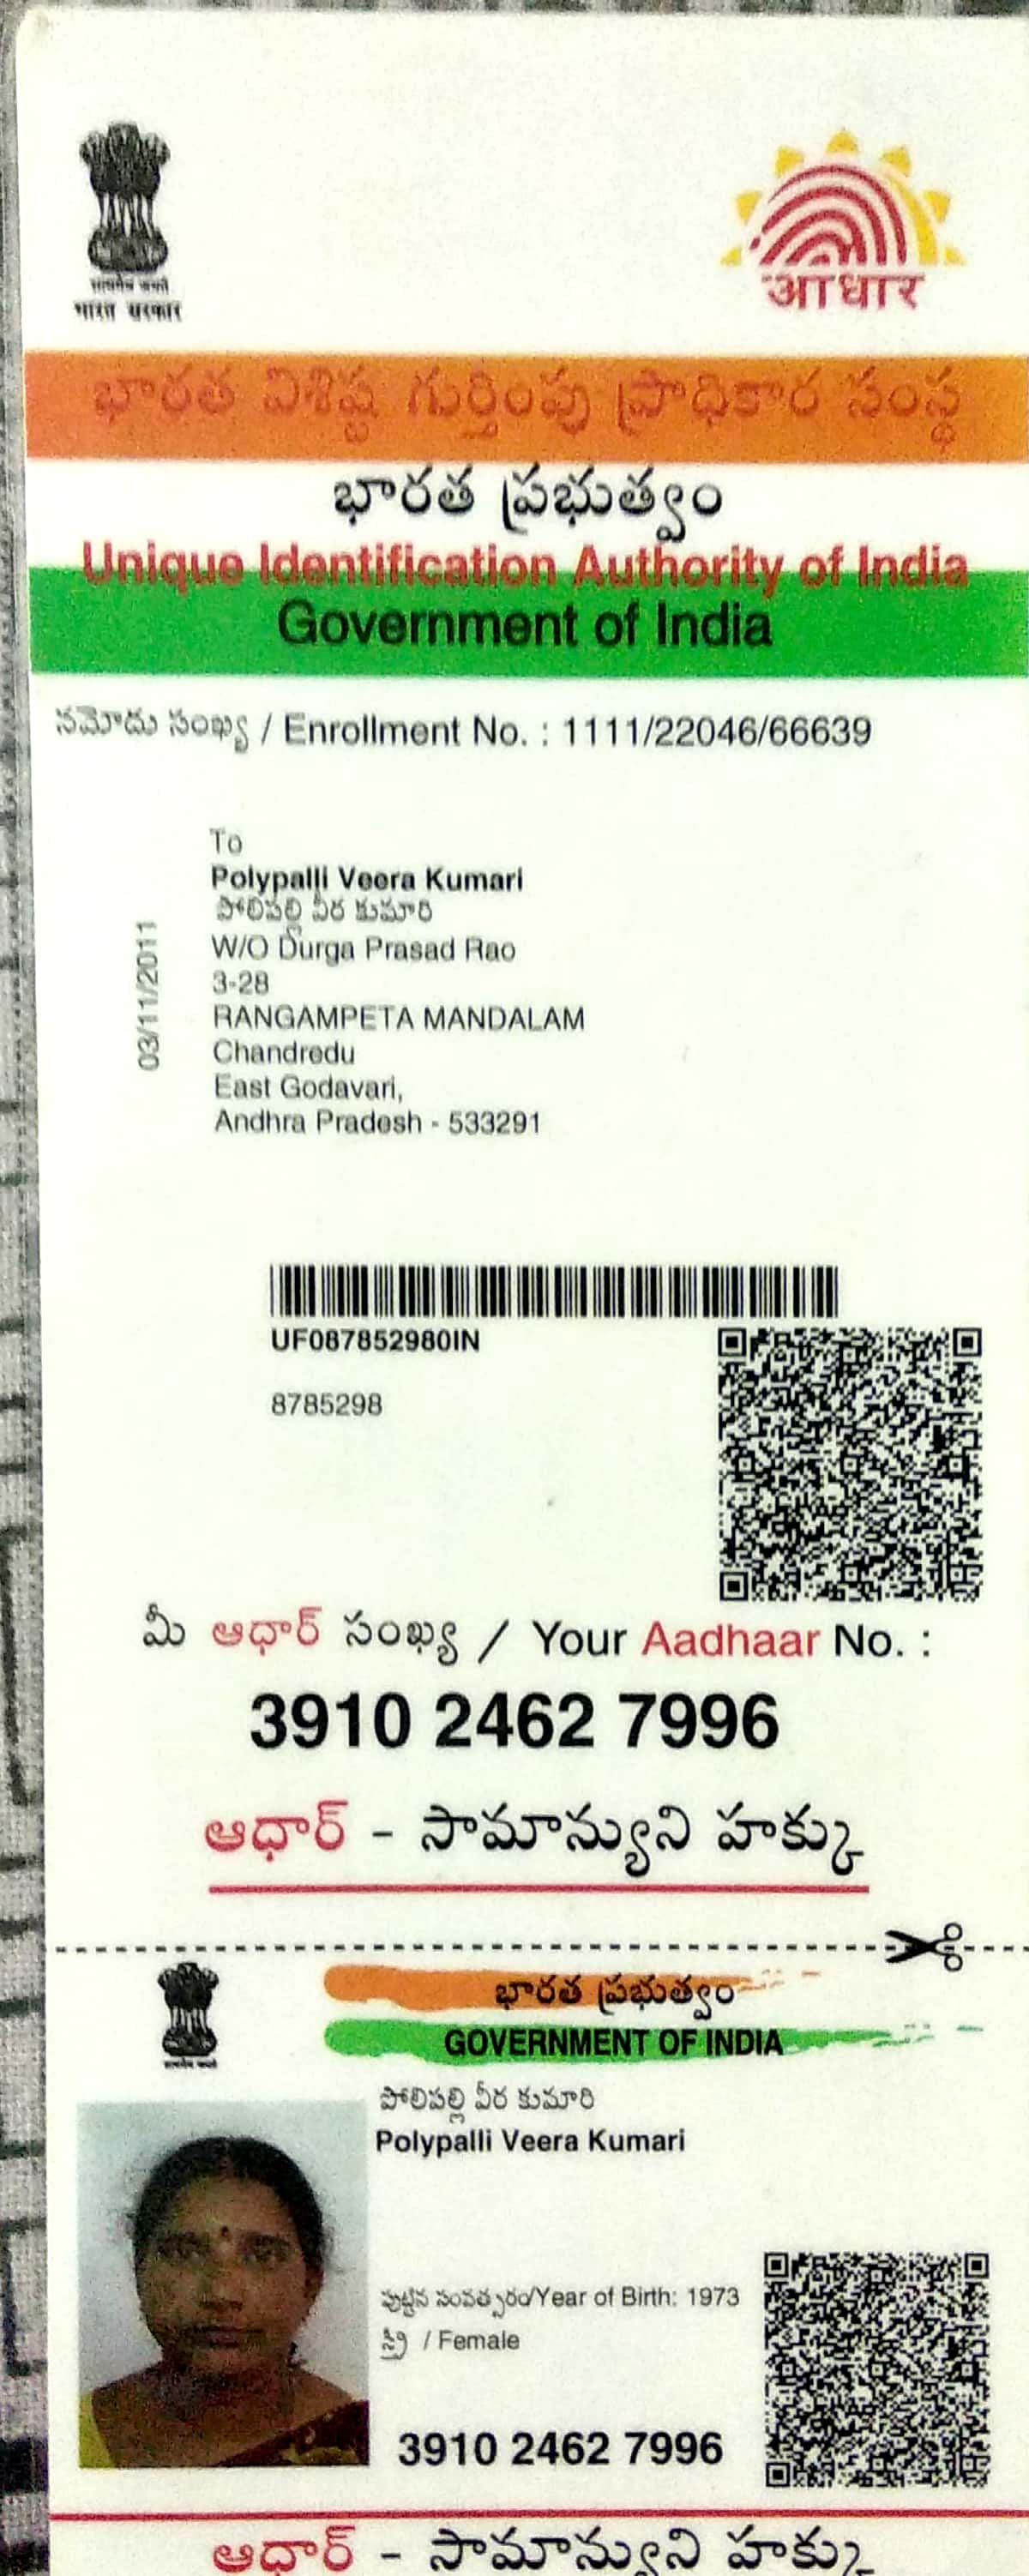 सत्यमेव जयते
भारत सरकार
आधार
భారత విశిష్ట గుర్తింపు ప్రాధికార సంస్థ
భారత ప్రభుత్వం
Unique Identification Authority of India
Government of India
నమోదు సంఖ్య / Enrollment No. : 1111/22046/66639
03/11/2011
To
Polypalli Veera Kumari
పోలిపల్లి వీర కుమారి
W/O Durga Prasad Rao
3-28
RANGAMPETA MANDALAM
Chandredu
East Godavari,
Andhra Pradesh - 533291
UF087852980IN
8785298
మీ ఆధార్ సంఖ్య / Your Aadhaar No. :
3910 2462 7996
ఆధార్ - సామాన్యుని హక్కు
భారత ప్రభుత్వం
GOVERNMENT OF INDIA
పోలిపల్లి వీర కుమారి
Polypalli Veera Kumari
పుట్టిన సంవత్సరం/Year of Birth: 1973
స్త్రీ / Female
3910 2462 7996
ఆధార్ - సామాన్యుని హక్కు